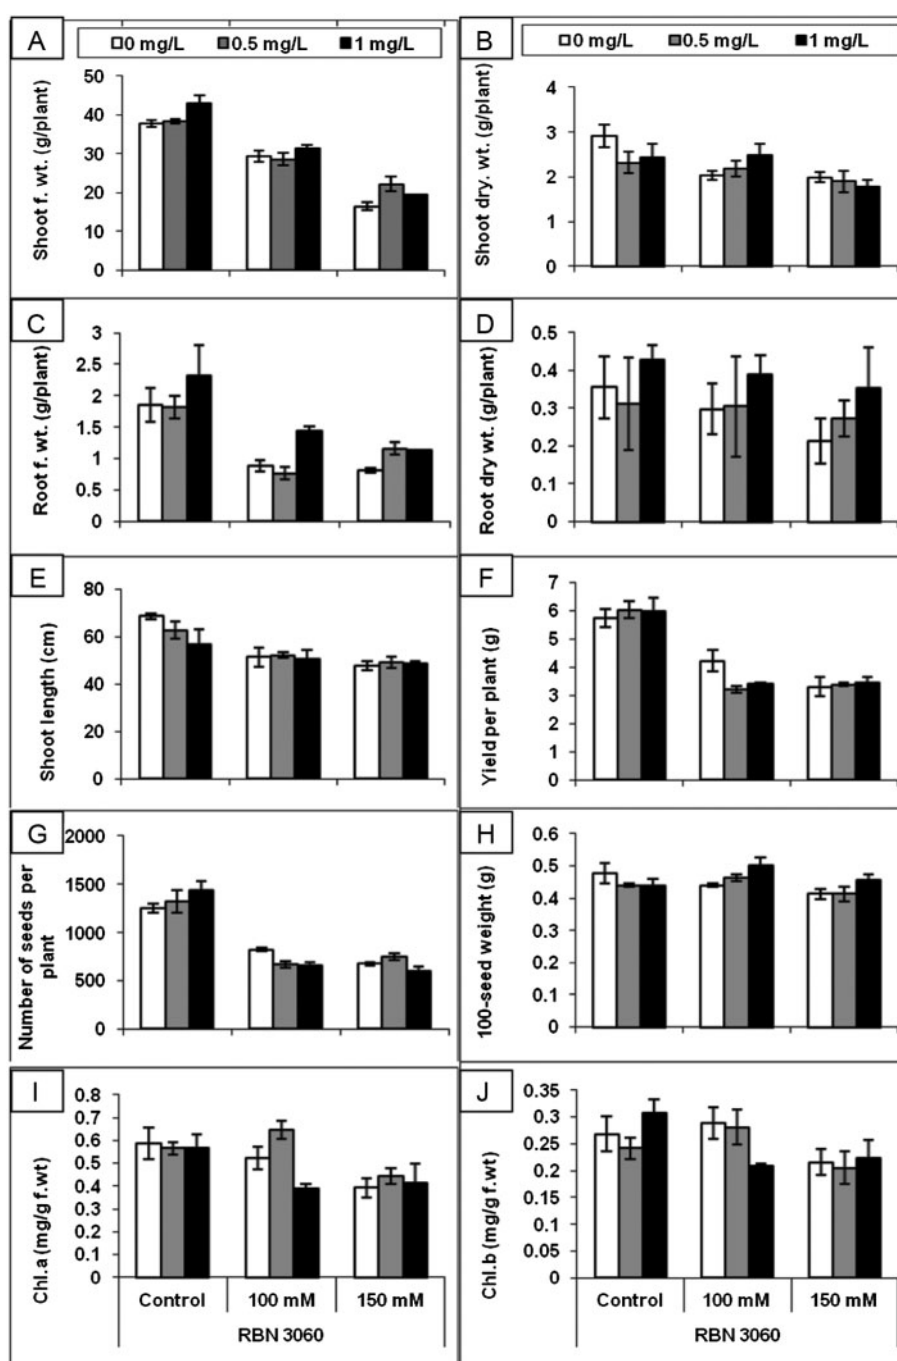 A
0 mg/L 0.5 mg/L 1 mg/L
Shoot f. wt. (g/plant)
50
40
30
20
10
0
B
0 mg/L 0.5 mg/L 1 mg/L
Shoot dry. wt. (g/plant)
4
3
2
1
0
C
Root f. wt. (g/plant)
3
2.5
2
1.5
1
0.5
0
D
Root dry wt. (g/plant)
0.5
0.4
0.3
0.2
0.1
0
E
Shoot length (cm)
80
60
40
20
0
F
Yield per plant (g)
7
6
5
4
3
2
1
0
G
Number of seeds per
plant
2000
1500
1000
500
0
H
100-seed weight (g)
0.6
0.5
0.4
0.3
0.2
0.1
0
I
Chl.a (mg/g f.wt)
0.8
0.7
0.6
0.5
0.4
0.3
0.2
0.1
0
Control 100 mM 150 mM
RBN 3060
J
Chl.b (mg/g f.wt)
0.35
0.3
0.25
0.2
0.15
0.1
0.05
0
Control 100 mM 150 mM
RBN 3060